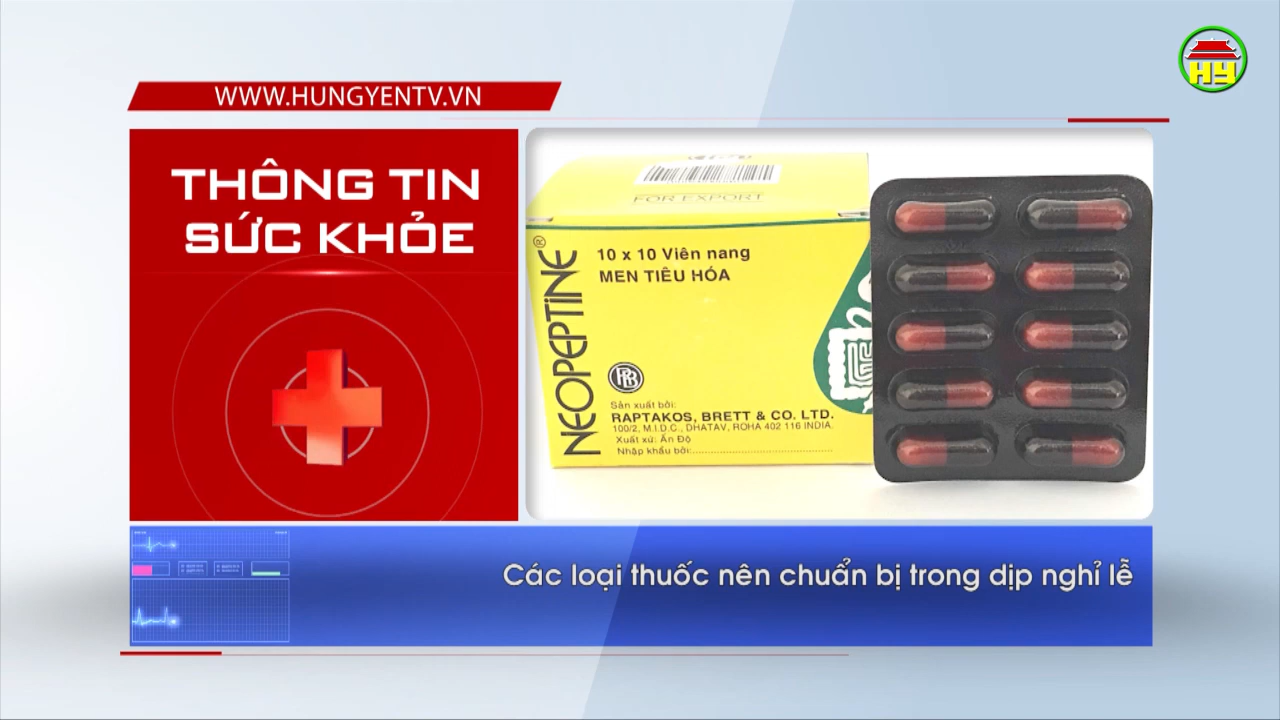 HY
WWW.HUNGYENTV.VN
THÔNG TIN
SỨC KHỎE
FOR EXPORT
10 x 10 Viên nang
MEN TIÊU HÓA
NEOPEPTINE®
RB
Sản xuất bởi:
RAPTAKOS, BRETT & CO. LTD.
100/2, M.I.D.C., DHATAV, ROHA 402 116 INDIA.
Xuất xứ: Ấn Độ
Nhập khẩu bởi:
Các loại thuốc nên chuẩn bị trong dịp nghỉ lễ